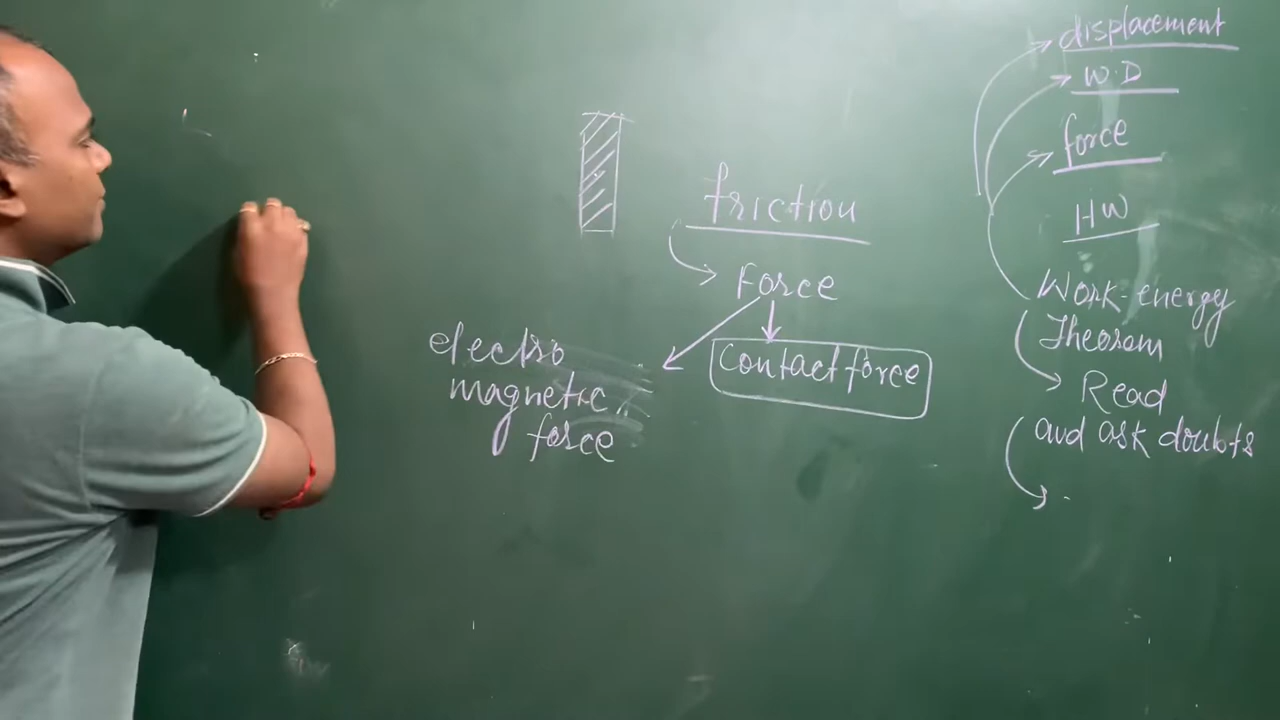 friction
Force
electro
magnetic
force
Contact force
displacement
W.D
force
HW
Work-energy
Theorem
Read
and ask doubts